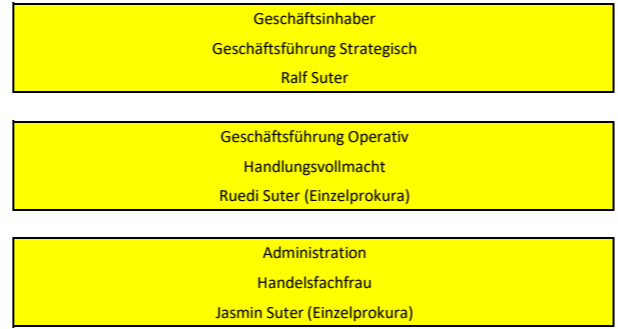 Geschäftsinhaber
Geschäftsführung Strategisch
Ralf Suter
Geschäftsführung Operativ
Handlungsvollmacht
Ruedi Suter (Einzelprokura)
Administration
Handelsfachfrau
Jasmin Suter (Einzelprokura)